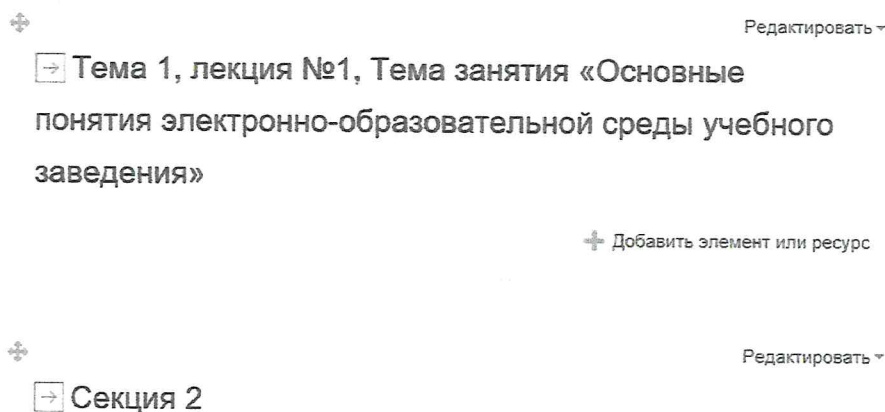 Редактировать
Тема 1, лекция №1, Тема занятия «Основные
понятия электронно-образовательной среды учебного
заведения»
Добавить элемент или ресурс
Редактировать
Секция 2